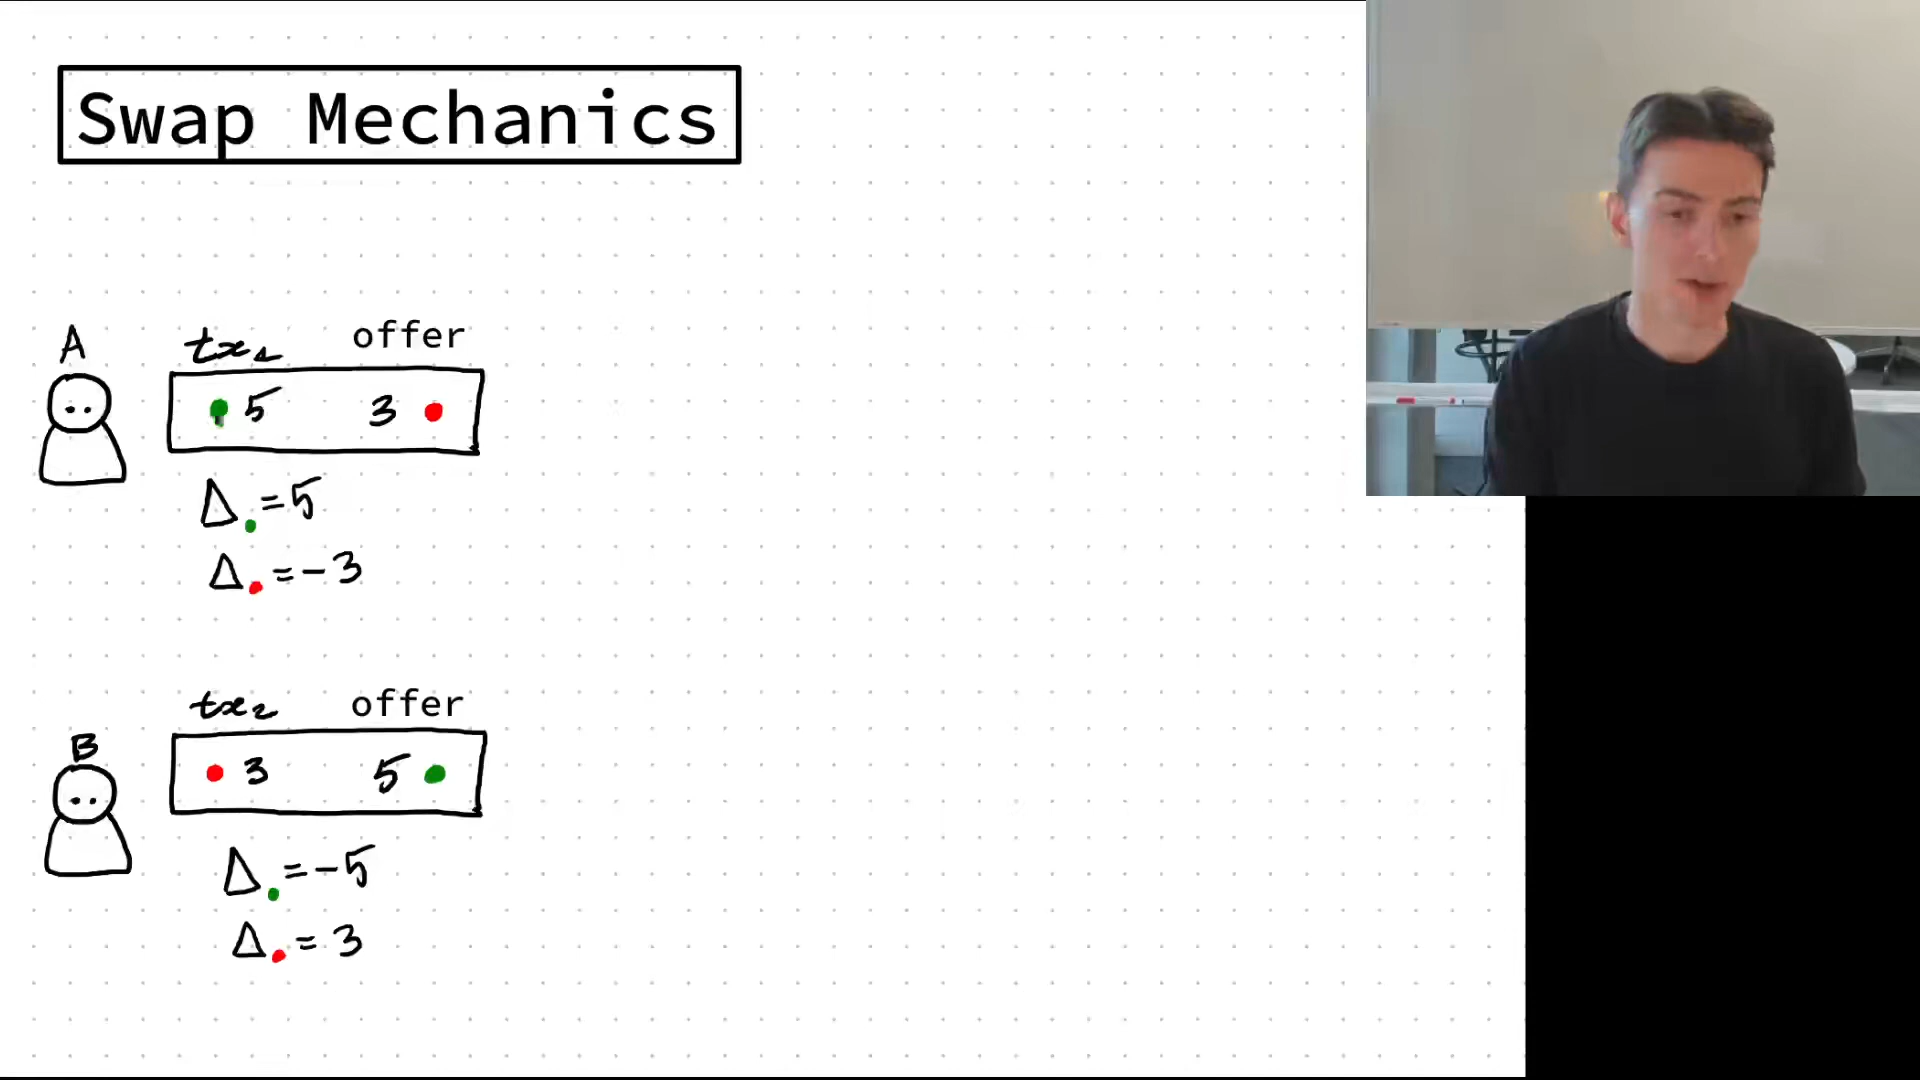 Swap Mechanics
A
tx₁ offer
5 3
Δ. = 5
Δ. = -3
B
tx₂ offer
3 5
Δ. = -5
Δ. = 3